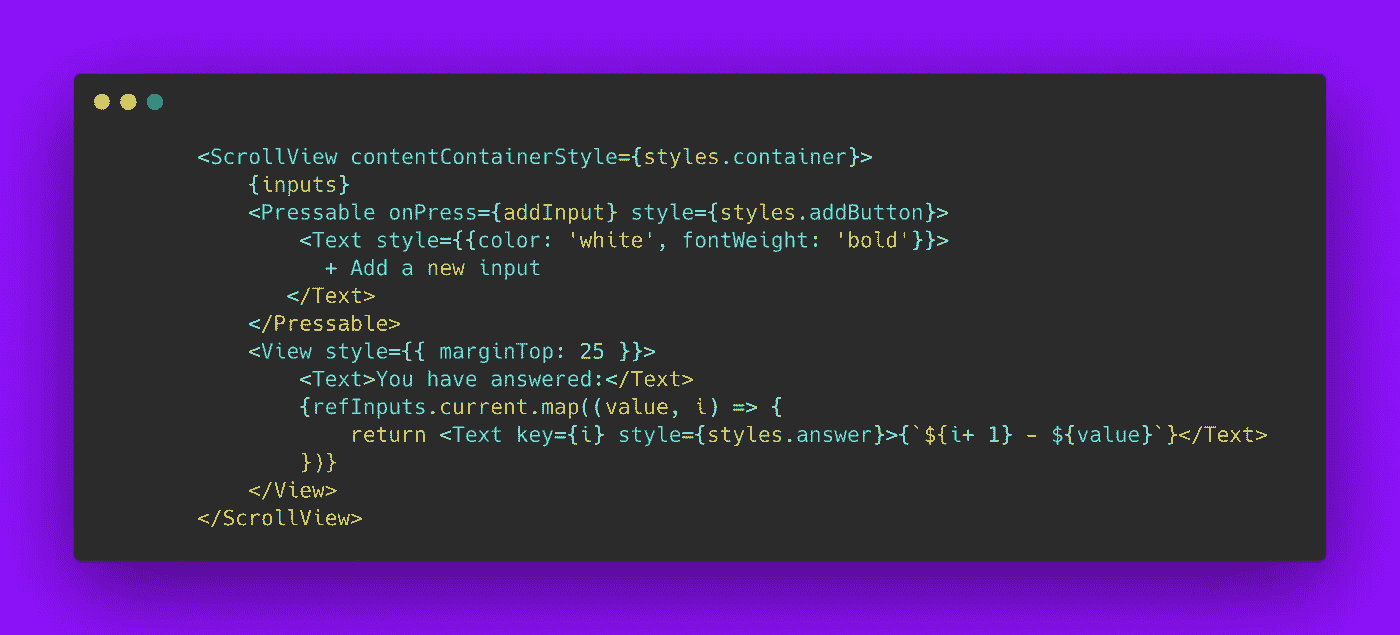 <ScrollView contentContainerStyle={styles.container}>
    {inputs}
    <Pressable onPress={addInput} style={styles.addButton}>
        <Text style={{color: 'white', fontWeight: 'bold'}}>
          + Add a new input
       </Text>
    </Pressable>
    <View style={{ marginTop: 25 }}>
        <Text>You have answered:</Text>
        {refInputs.current.map((value, i) => {
            return <Text key={i} style={styles.answer}>{`${i+ 1} - ${value}`}</Text>
        })}
    </View>
</ScrollView>